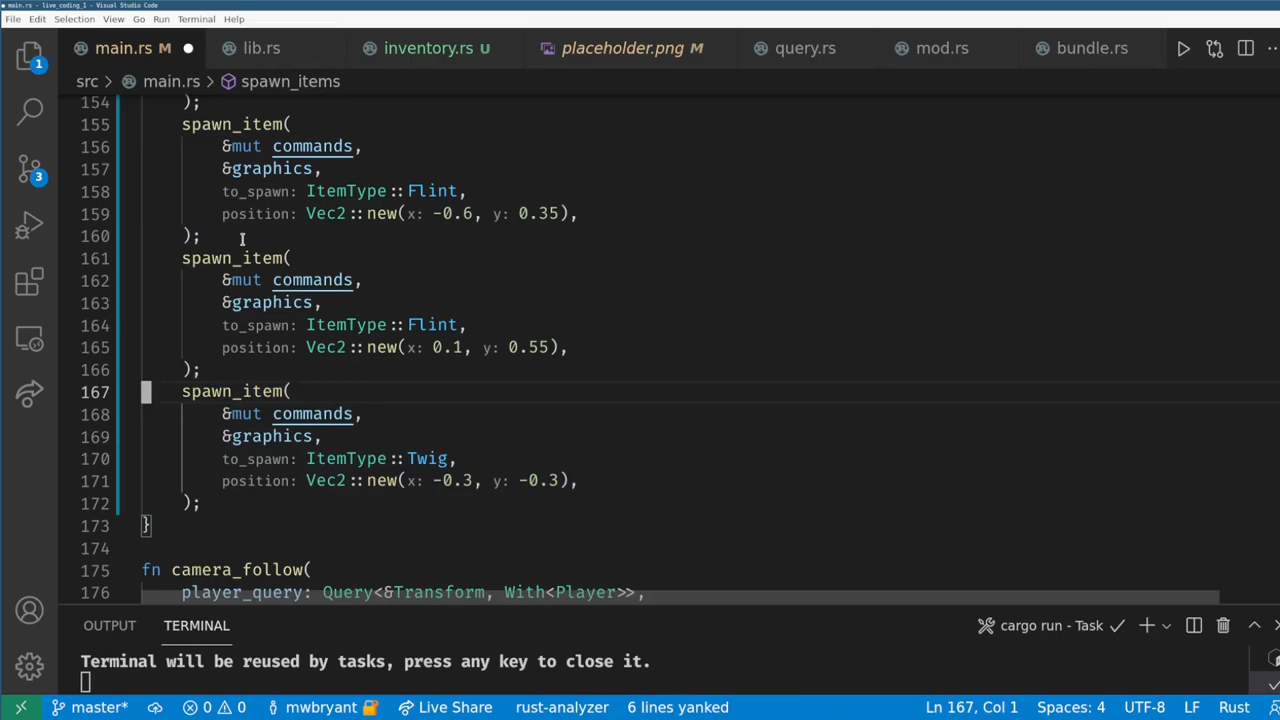 main.rs - live_coding_1 - Visual Studio Code
File Edit Selection View Go Run Terminal Help
main.rs M lib.rs inventory.rs U placeholder.png M query.rs mod.rs bundle.rs
src > main.rs > spawn_items
154 );
155 spawn_item(
156 &mut commands,
157 &graphics,
158 to_spawn: ItemType::Flint,
159 position: Vec2::new(x: -0.6, y: 0.35),
160 );
161 spawn_item(
162 &mut commands,
163 &graphics,
164 to_spawn: ItemType::Flint,
165 position: Vec2::new(x: 0.1, y: 0.55),
166 );
167 spawn_item(
168 &mut commands,
169 &graphics,
170 to_spawn: ItemType::Twig,
171 position: Vec2::new(x: -0.3, y: -0.3),
172 );
173 }
174
175 fn camera_follow(
176 player_query: Query<&Transform, With<Player>>,
1
3
OUTPUT TERMINAL cargo run - Task
Terminal will be reused by tasks, press any key to close it.
master* 0 0 mwbryant Live Share rust-analyzer 6 lines yanked Ln 167, Col 1 Spaces: 4 UTF-8 LF Rust